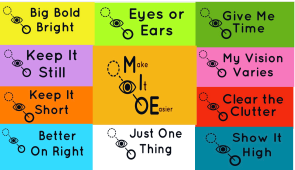 Big Bold
Bright
Eyes or
Ears
Give Me
Time
Keep It
Still
Make
It
Easier
My Vision
Varies
Keep It
Short
Clear the
Clutter
Better
On Right
Just One
Thing
Show It
High